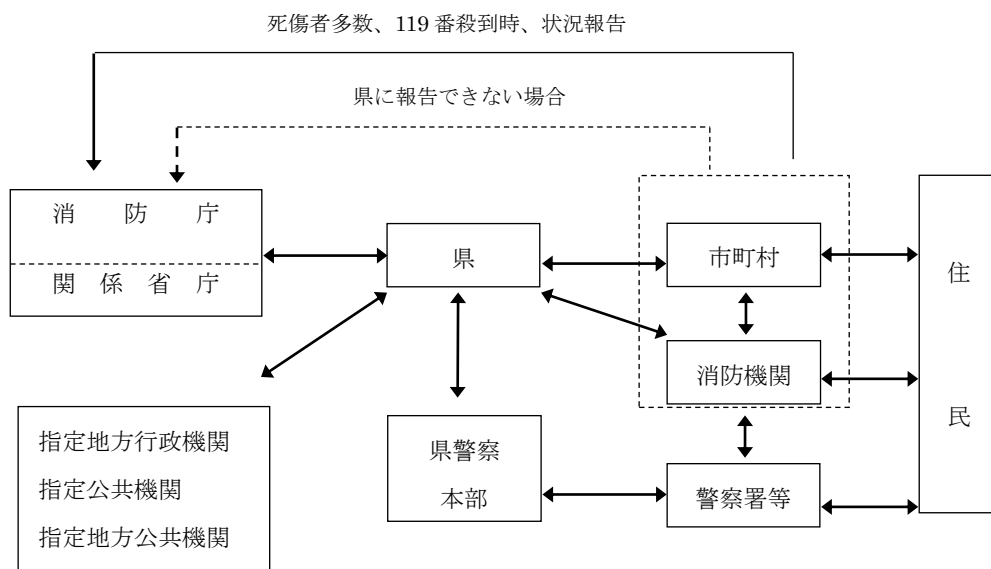 死傷者多数、119 番殺到時、状況報告
県に報告できない場合
消防庁
関係省庁
県
市町村
消防機関
住民
指定地方行政機関
指定公共機関
指定地方公共機関
県警察
本部
警察署等